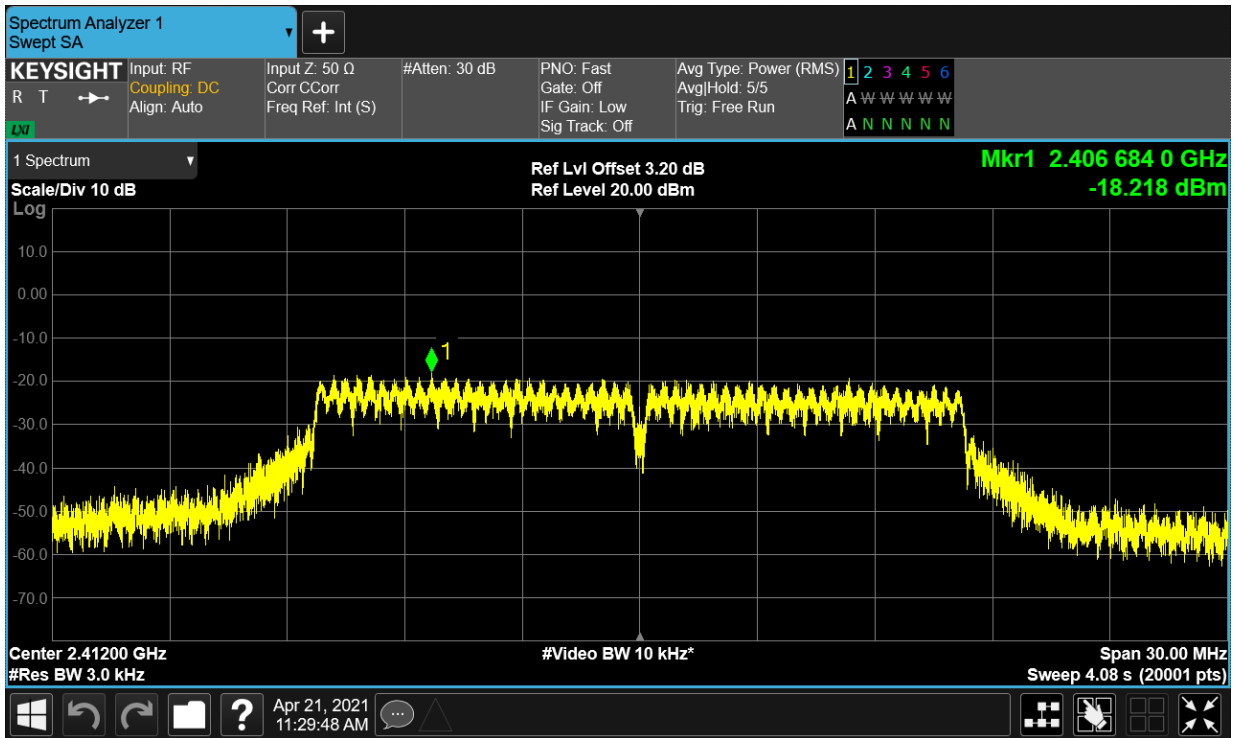 Spectrum Analyzer 1
Swept SA
+
KEYSIGHT
R T
LXI
Input: RF
Coupling: DC
Align: Auto
Input Z: 50 Ω
Corr CCorr
Freq Ref: Int (S)
#Atten: 30 dB
PNO: Fast
Gate: Off
IF Gain: Low
Sig Track: Off
Avg Type: Power (RMS)
Avg|Hold: 5/5
Trig: Free Run
1 2 3 4 5 6
A W W W W W
A N N N N N
1 Spectrum
Scale/Div 10 dB
Log
Ref Lvl Offset 3.20 dB
Ref Level 20.00 dBm
Mkr1 2.406 684 0 GHz
-18.218 dBm
10.0
0.00
-10.0
1
-20.0
-30.0
-40.0
-50.0
-60.0
-70.0
Center 2.41200 GHz
#Res BW 3.0 kHz
#Video BW 10 kHz*
Span 30.00 MHz
Sweep 4.08 s (20001 pts)
?
Apr 21, 2021
11:29:48 AM